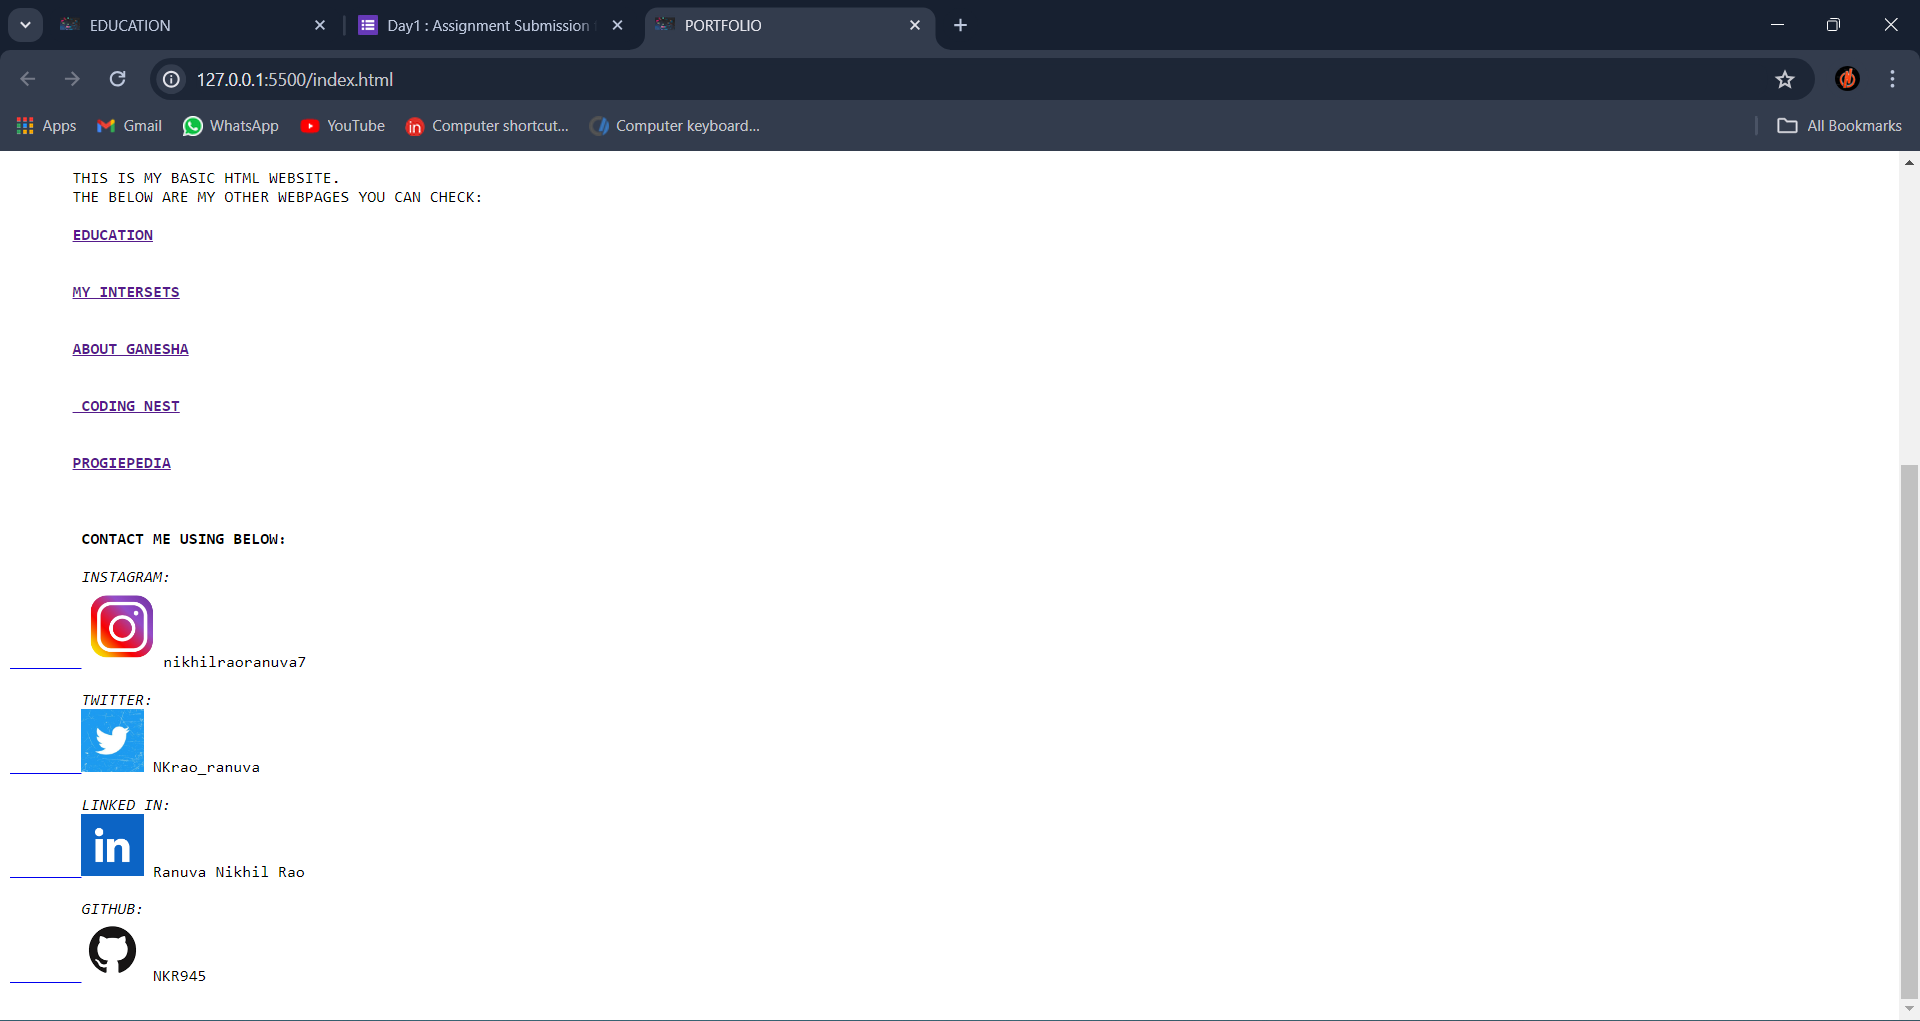 EDUCATION
Day1 : Assignment Submission
PORTFOLIO
127.0.0.1:5500/index.html
Apps
Gmail
WhatsApp
YouTube
in
Computer shortcut...
Computer keyboard...
All Bookmarks
THIS IS MY BASIC HTML WEBSITE.
THE BELOW ARE MY OTHER WEBPAGES YOU CAN CHECK:
EDUCATION
MY INTERSETS
ABOUT GANESHA
CODING NEST
PROGIEPEDIA
CONTACT ME USING BELOW:
INSTAGRAM:
nikhilraoranuva7
TWITTER:
NKrao_ranuva
LINKED IN:
in
Ranuva Nikhil Rao
GITHUB:
NKR945